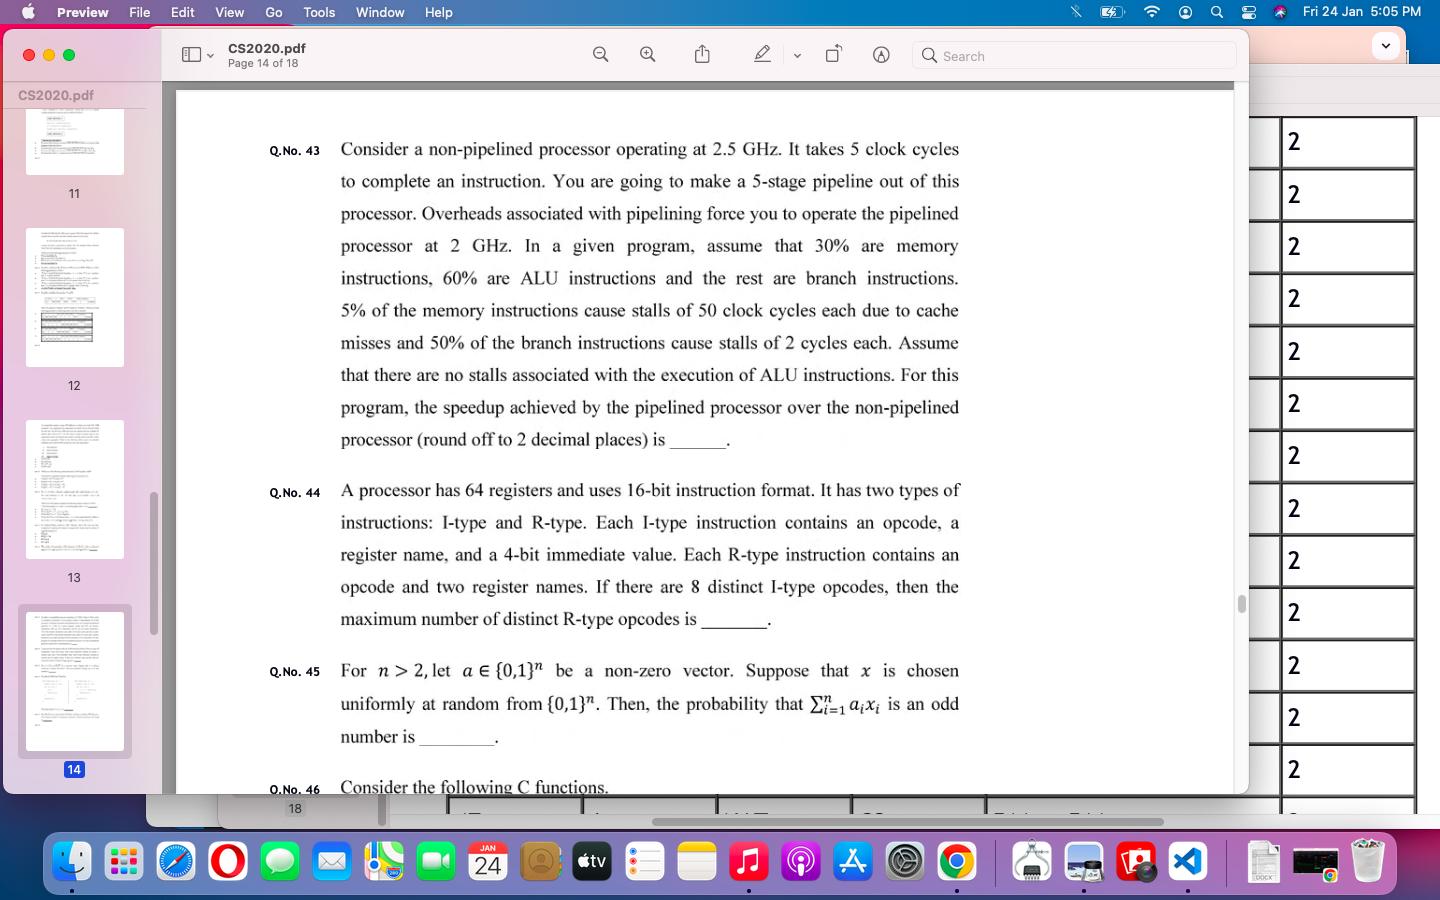 Preview File Edit View Go Tools Window Help Fri 24 Jan 5:05 PM
CS2020.pdf
Page 14 of 18
Search
CS2020.pdf
11
12
13
14
Q.No. 43 Consider a non-pipelined processor operating at 2.5 GHz. It takes 5 clock cycles
to complete an instruction. You are going to make a 5-stage pipeline out of this
processor. Overheads associated with pipelining force you to operate the pipelined
processor at 2 GHz. In a given program, assume that 30% are memory
instructions, 60% are ALU instructions and the rest are branch instructions.
5% of the memory instructions cause stalls of 50 clock cycles each due to cache
misses and 50% of the branch instructions cause stalls of 2 cycles each. Assume
that there are no stalls associated with the execution of ALU instructions. For this
program, the speedup achieved by the pipelined processor over the non-pipelined
processor (round off to 2 decimal places) is ______.
Q.No. 44 A processor has 64 registers and uses 16-bit instruction format. It has two types of
instructions: I-type and R-type. Each I-type instruction contains an opcode, a
register name, and a 4-bit immediate value. Each R-type instruction contains an
opcode and two register names. If there are 8 distinct I-type opcodes, then the
maximum number of distinct R-type opcodes is ______.
Q.No. 45 For n > 2, let a ∈ {0,1}ⁿ be a non-zero vector. Suppose that x is chosen
uniformly at random from {0,1}ⁿ. Then, the probability that ∑ⁿᵢ₌₁ aᵢxᵢ is an odd
number is ________.
Q.No. 46 Consider the following C functions.
2
2
2
2
2
2
2
2
2
2
2
2
2
18
JAN
24
tv
DOCX